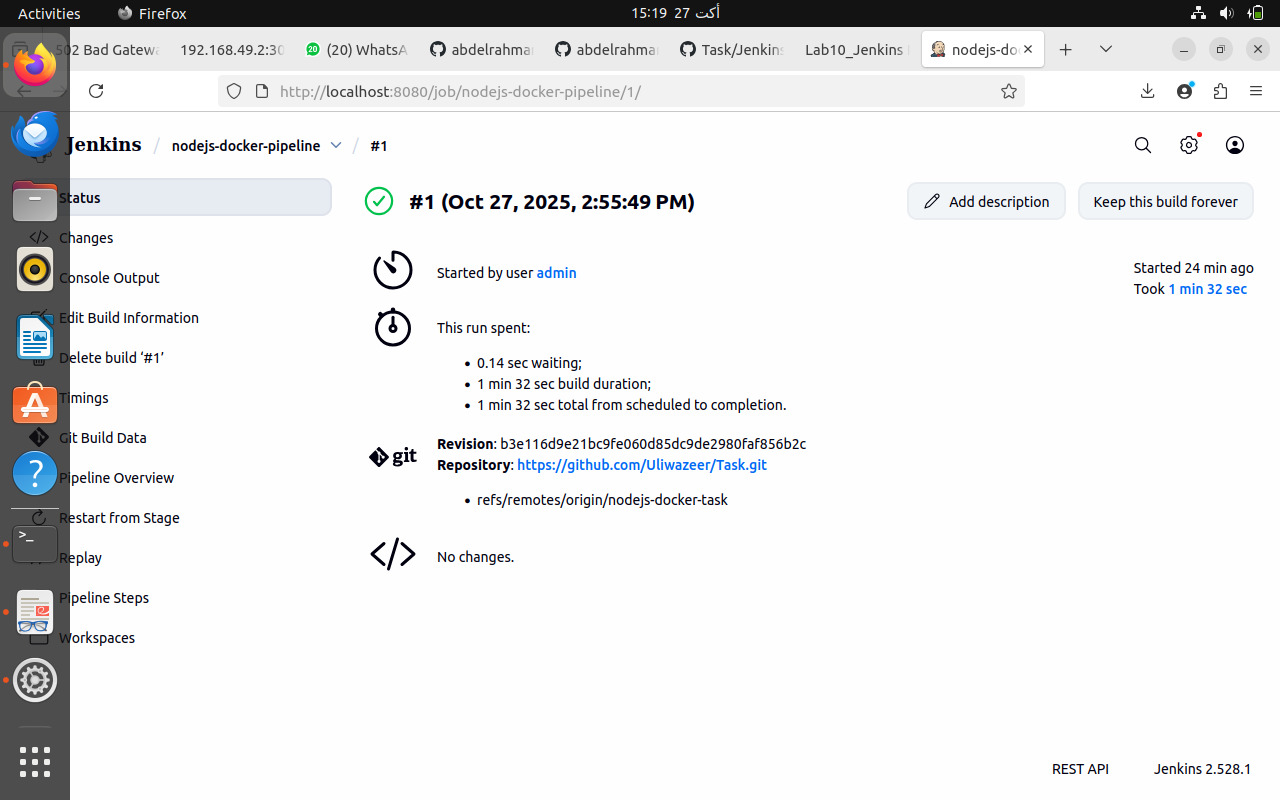 Activities
Firefox
أكت 27 15:19
502 Bad Gatewa
192.168.49.2:30
20
(20) WhatsA
abdelrahma
abdelrahma
Task/Jenkins
Lab10_Jenkins
nodejs-do
http://localhost:8080/job/nodejs-docker-pipeline/1/
Jenkins / nodejs-docker-pipeline / #1
Status
Changes
Console Output
Edit Build Information
Delete build ‘#1’
Timings
Git Build Data
Pipeline Overview
Restart from Stage
Replay
Pipeline Steps
Workspaces
#1 (Oct 27, 2025, 2:55:49 PM)
Add description
Keep this build forever
Started by user admin
Started 24 min ago
Took 1 min 32 sec
This run spent:
• 0.14 sec waiting;
• 1 min 32 sec build duration;
• 1 min 32 sec total from scheduled to completion.
git
Revision: b3e116d9e21bc9fe060d85dc9de2980faf856b2c
Repository: https://github.com/Uliwazeer/Task.git
• refs/remotes/origin/nodejs-docker-task
</> No changes.
REST API
Jenkins 2.528.1